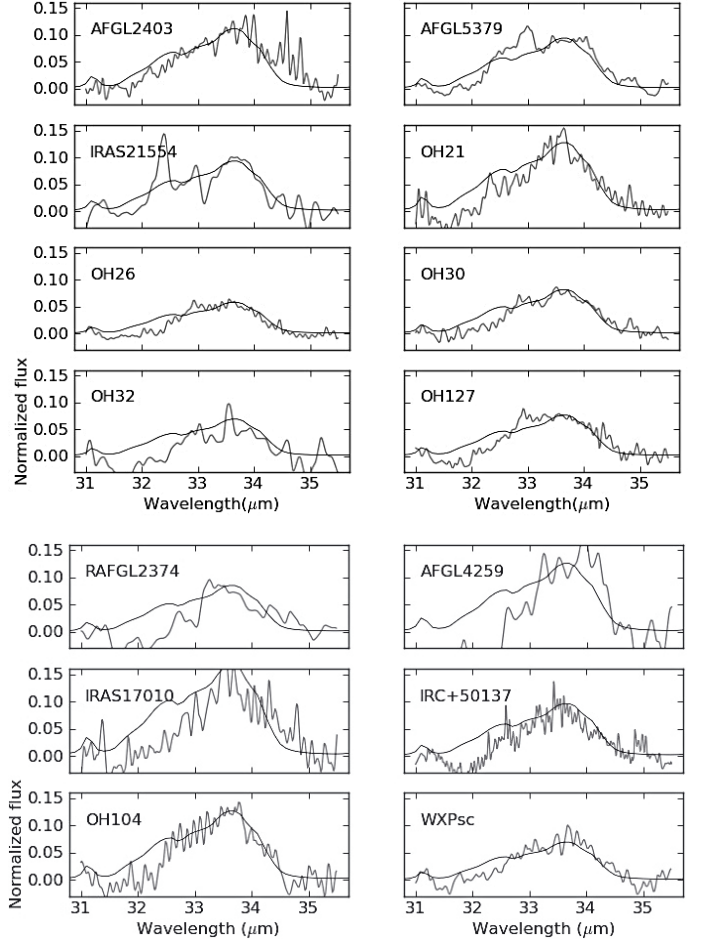 AFGL2403
0.15
0.10
0.05
0.00
AFGL5379
IRAS21554
0.15
0.10
0.05
0.00
OH21
OH26
0.15
0.10
0.05
0.00
OH30
OH32
0.15
0.10
0.05
0.00
OH127
Normalized flux
31 32 33 34 35
31 32 33 34 35
Wavelength(μm)
Wavelength(μm)
RAFGL2374
0.15
0.10
0.05
0.00
AFGL4259
IRAS17010
0.15
0.10
0.05
0.00
IRC+50137
OH104
0.15
0.10
0.05
0.00
WXPsc
Normalized flux
31 32 33 34 35
31 32 33 34 35
Wavelength (μm)
Wavelength (μm)